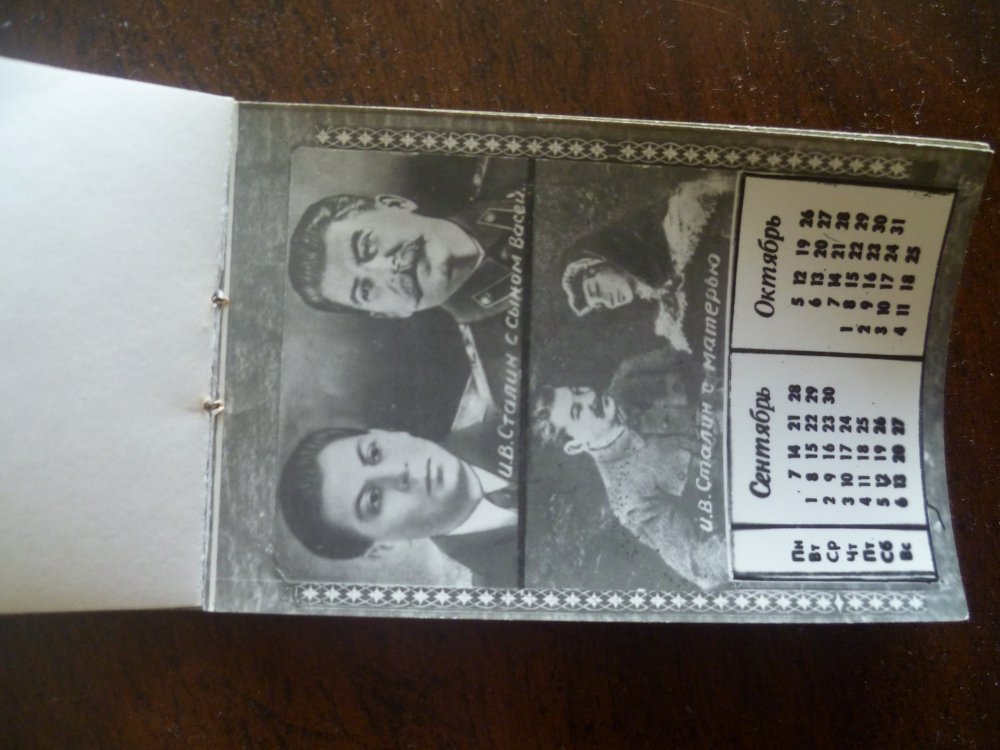 И.В.Сталин с сыном Васей.
И.В.Сталин с матерью
Сентябрь Октябрь
Пн 7 14 21 28 5 12 19 26
Вт 1 8 15 22 29 6 13 20 27
Ср 2 9 16 23 30 7 14 21 28
Чт 3 10 17 24 1 8 15 22 29
Пт 4 11 18 25 2 9 16 23 30
Сб 5 12 19 26 3 10 17 24 31
Вс 6 13 20 27 4 11 18 25